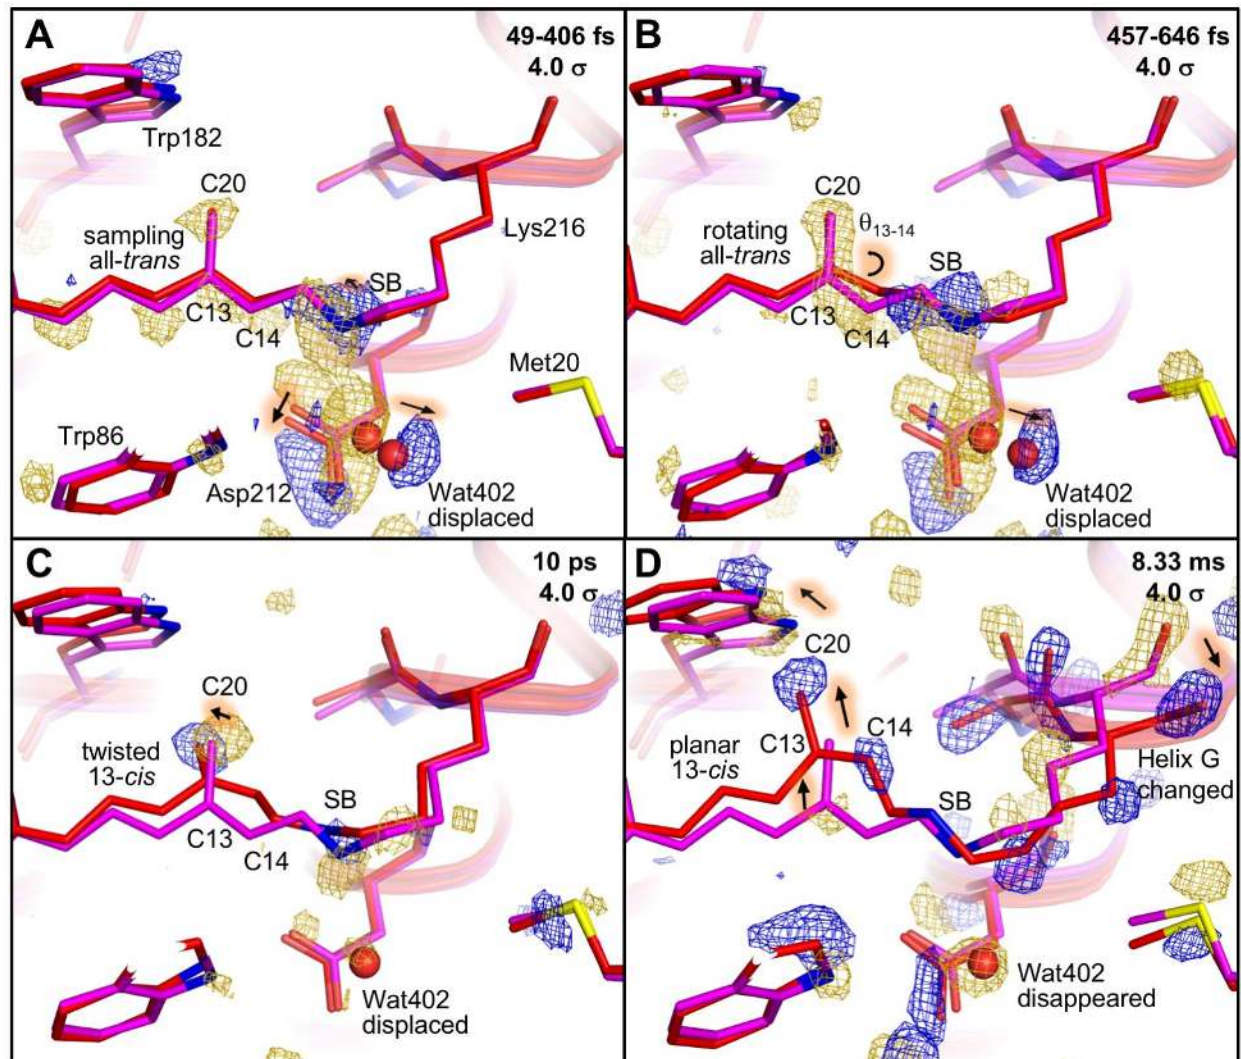 A
49-406 fs
4.0 σ
Trp182
C20
sampling
all-trans
Lys216
SB
C13
C14
Met20
Trp86
Asp212
Wat402
displaced
B
457-646 fs
4.0 σ
C20
θ13-14
rotating
all-trans
SB
C13
C14
Wat402
displaced
C
10 ps
4.0 σ
C20
twisted
13-cis
SB
C13
C14
Wat402
displaced
D
8.33 ms
4.0 σ
C20
C14
C13
planar
13-cis
SB
Helix G
changed
Wat402
disappeared